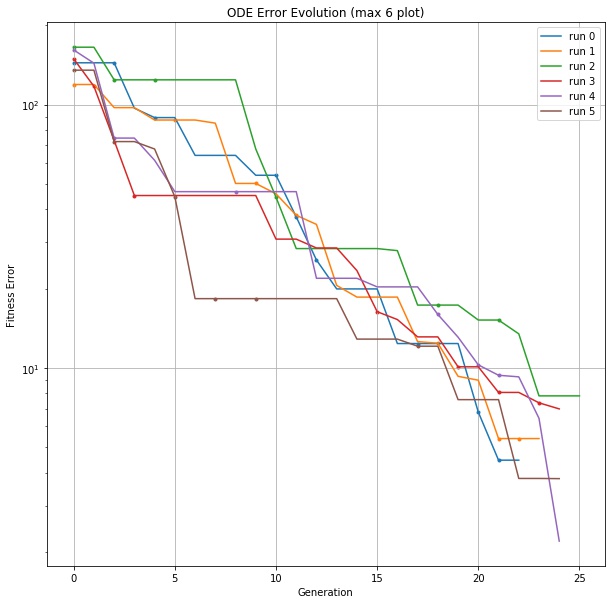 ODE Error Evolution (max 6 plot)
run 0
run 1
run 2
run 3
run 4
run 5
10²
10¹
Fitness Error
0 5 10 15 20 25
Generation